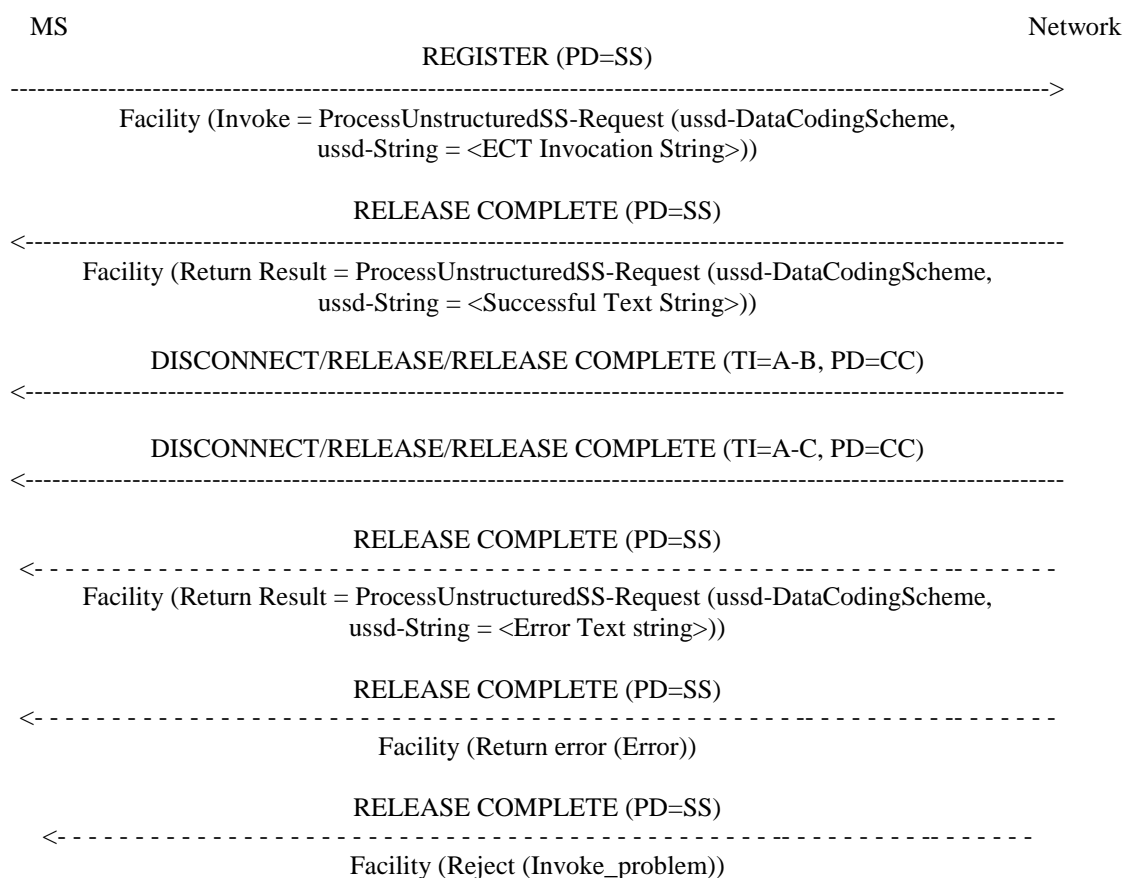 MS Network
REGISTER (PD=SS)
Facility (Invoke = ProcessUnstructuredSS-Request (ussd-DataCodingScheme,
ussd-String = <ECT Invocation String>))
RELEASE COMPLETE (PD=SS)
Facility (Return Result = ProcessUnstructuredSS-Request (ussd-DataCodingScheme,
ussd-String = <Successful Text String>))
DISCONNECT/RELEASE/RELEASE COMPLETE (TI=A-B, PD=CC)
DISCONNECT/RELEASE/RELEASE COMPLETE (TI=A-C, PD=CC)
RELEASE COMPLETE (PD=SS)
Facility (Return Result = ProcessUnstructuredSS-Request (ussd-DataCodingScheme,
ussd-String = <Error Text string>))
RELEASE COMPLETE (PD=SS)
Facility (Return error (Error))
RELEASE COMPLETE (PD=SS)
Facility (Reject (Invoke_problem))